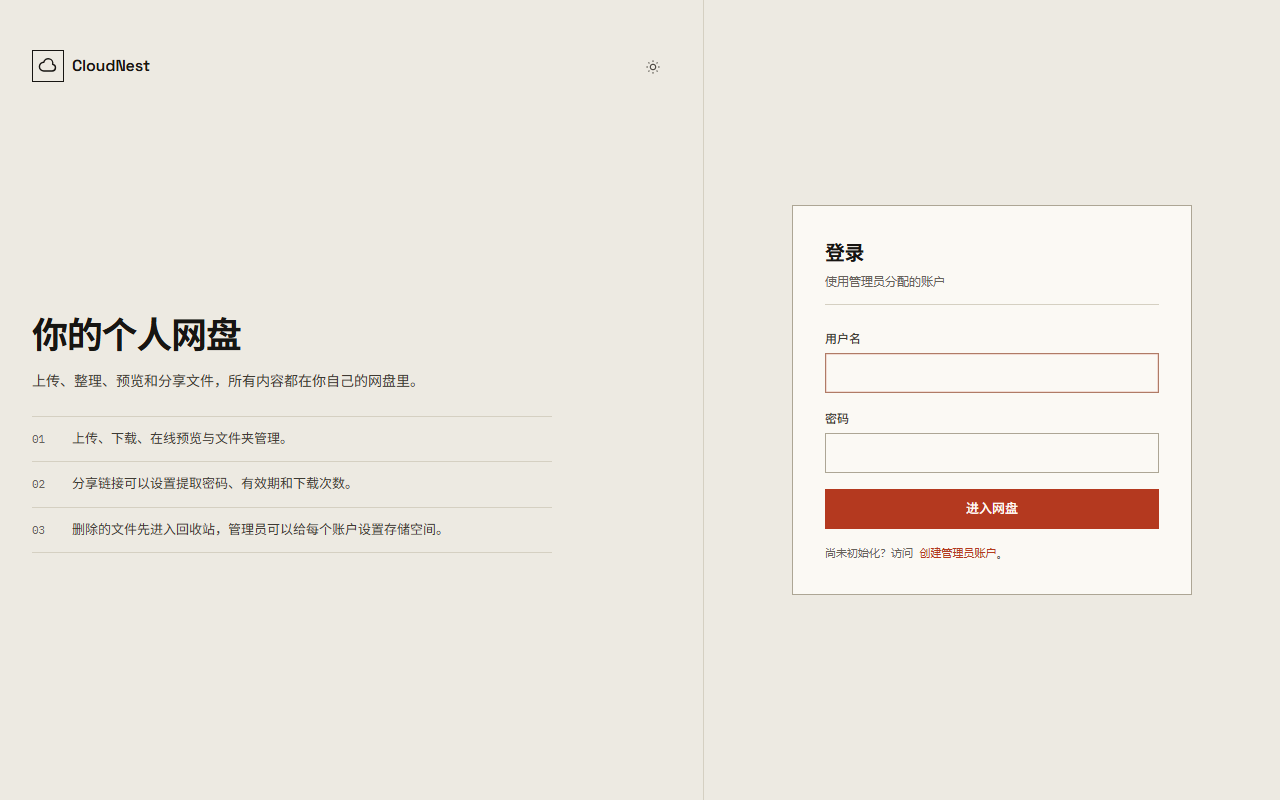 CloudNest
你的个人网盘
上传、整理、预览和分享文件，所有内容都在你自己的网盘里。
01 上传、下载、在线预览与文件夹管理。
02 分享链接可以设置提取密码、有效期和下载次数。
03 删除的文件先进入回收站，管理员可以给每个账户设置存储空间。
登录
使用管理员分配的账户
用户名
密码
进入网盘
尚未初始化？访问 创建管理员账户。